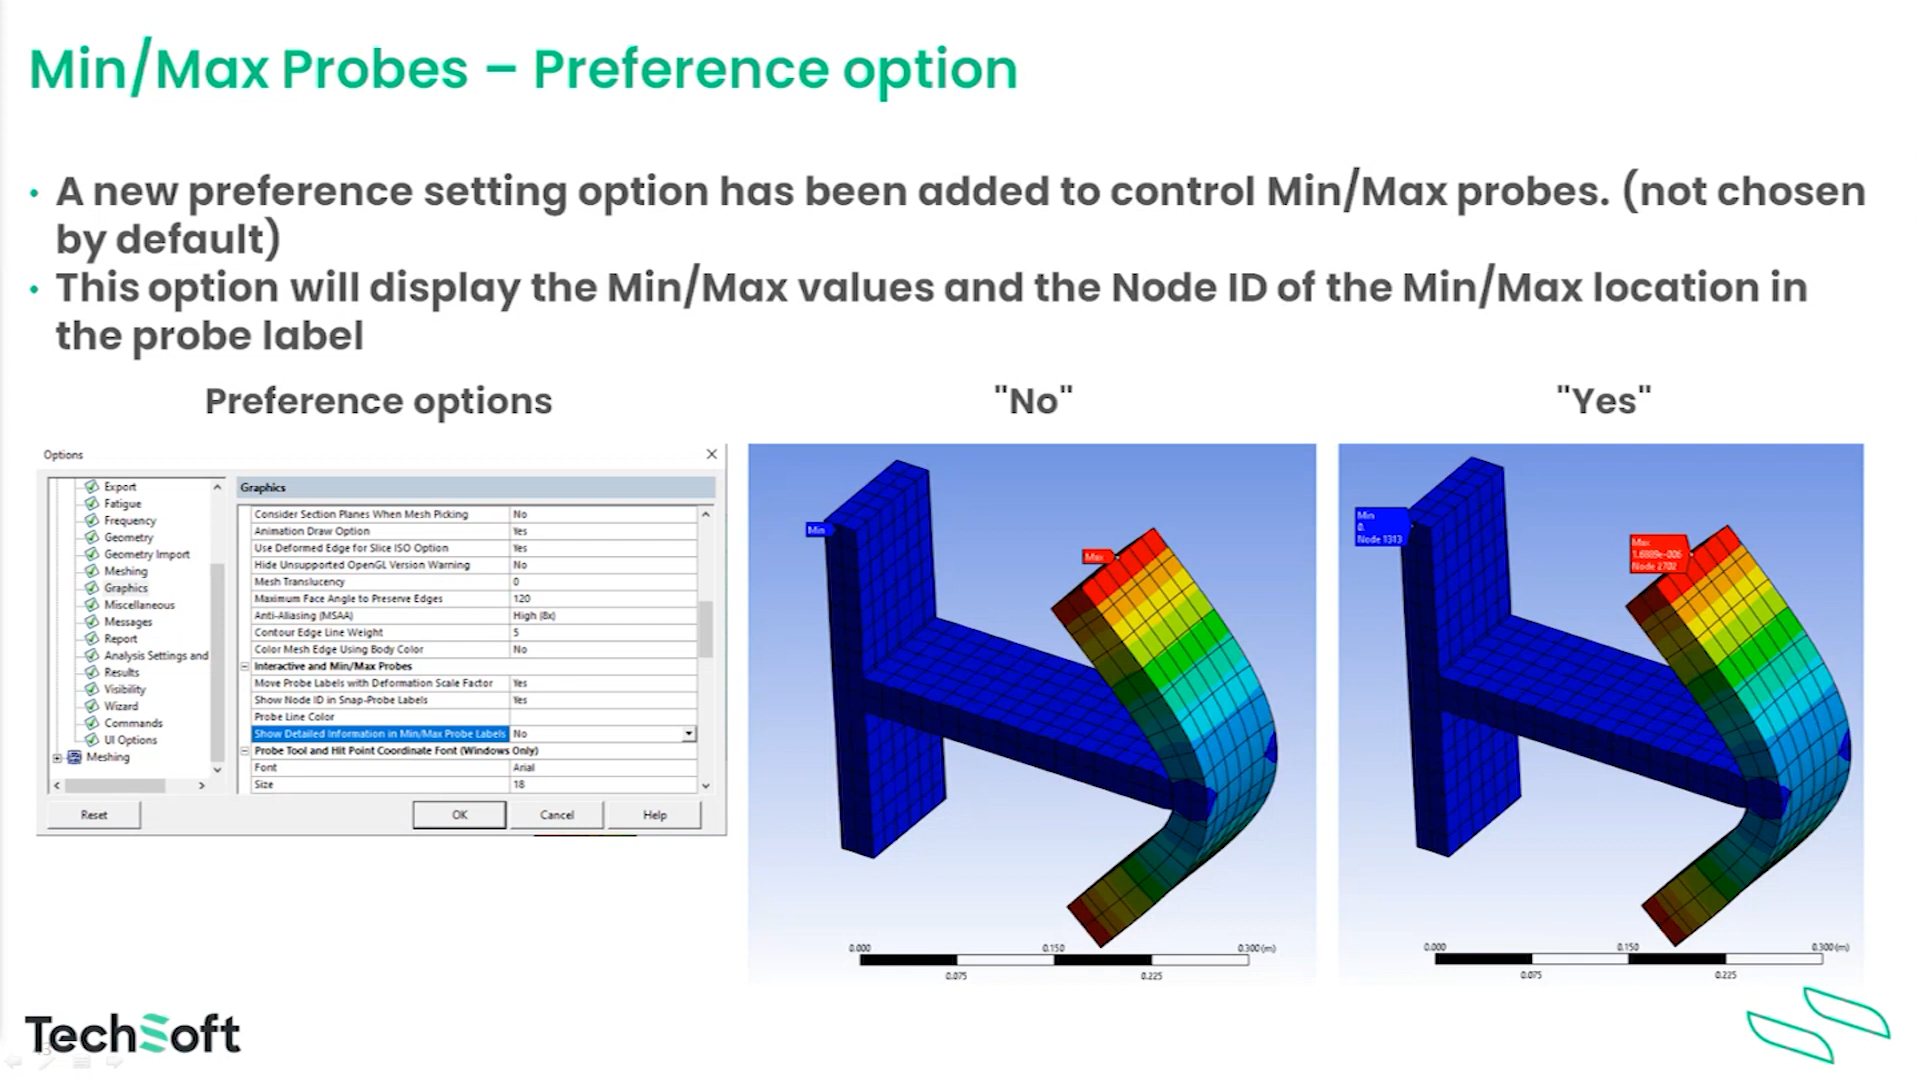 Min/Max Probes – Preference option
• A new preference setting option has been added to control Min/Max probes. (not chosen
by default)
• This option will display the Min/Max values and the Node ID of the Min/Max location in
the probe label
Preference options
"No"
"Yes"
Options
Export
Fatigue
Frequency
Geometry
Geometry Import
Meshing
Graphics
Miscellaneous
Messages
Report
Analysis Settings and
Results
Visibility
Wizard
Commands
UI Options
Meshing
Graphics
Consider Section Planes When Mesh Picking No
Animation Draw Option Yes
Use Deformed Edge for Slice ISO Option Yes
Hide Unsupported OpenGL Version Warning No
Mesh Translucency 0
Maximum Face Angle to Preserve Edges 120
Anti-Aliasing (MSAA) High (8x)
Contour Edge Line Weight 5
Color Mesh Edge Using Body Color No
Interactive and Min/Max Probes
Move Probe Labels with Deformation Scale Factor Yes
Show Node ID in Snap-Probe Labels Yes
Probe Line Color
Show Detailed Information in Min/Max Probe Labels No
Probe Tool and Hit Point Coordinate Font (Windows Only)
Font Arial
Size 18
Reset
OK
Cancel
Help
Min
Max
0.000 0.150 0.300 (m)
0.075 0.225
Min
0.
Node 1313
Max
1.6889e-006
Node 2702
0.000 0.150 0.300 (m)
0.075 0.225
TechSoft